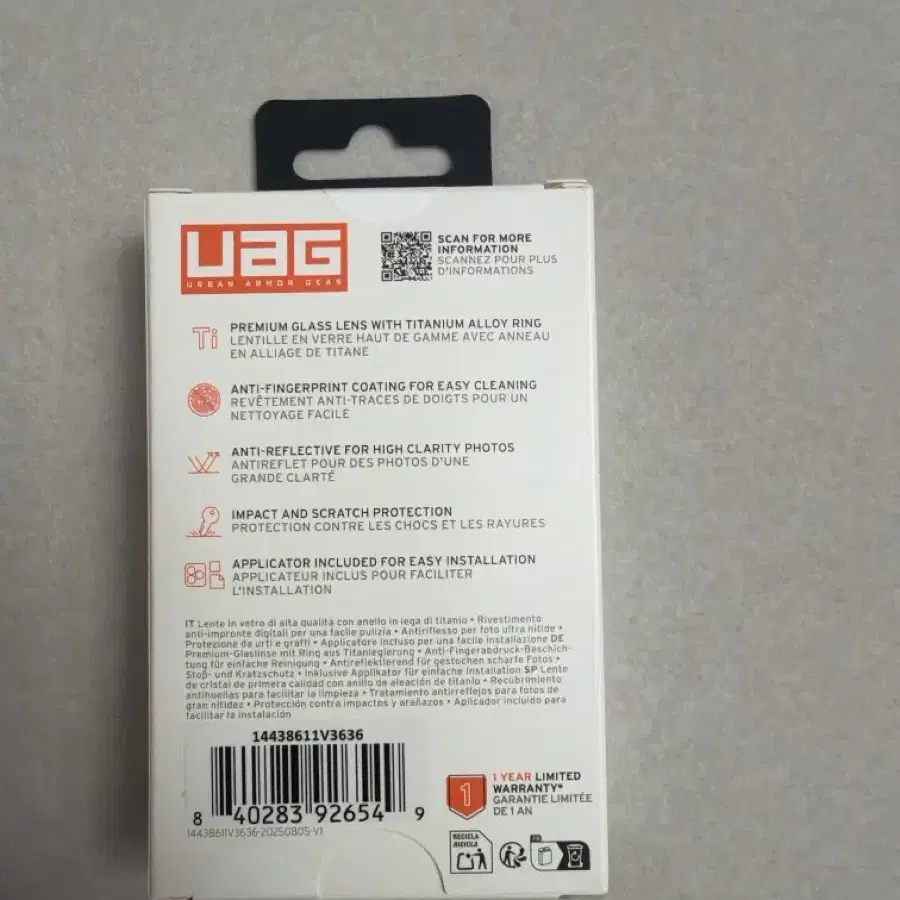 UAG
URBAN ARMOR GEAR
SCAN FOR MORE
INFORMATION
SCANNEZ POUR PLUS
D'INFORMATIONS
Ti
PREMIUM GLASS LENS WITH TITANIUM ALLOY RING
LENTILLE EN VERRE HAUT DE GAMME AVEC ANNEAU
EN ALLIAGE DE TITANE
ANTI-FINGERPRINT COATING FOR EASY CLEANING
REVÊTEMENT ANTI-TRACES DE DOIGTS POUR UN
NETTOYAGE FACILE
ANTI-REFLECTIVE FOR HIGH CLARITY PHOTOS
ANTIREFLET POUR DES PHOTOS D'UNE
GRANDE CLARTÉ
IMPACT AND SCRATCH PROTECTION
PROTECTION CONTRE LES CHOCS ET LES RAYURES
APPLICATOR INCLUDED FOR EASY INSTALLATION
APPLICATEUR INCLUS POUR FACILITER
L'INSTALLATION
IT Lente in vetro di alta qualità con anello in lega di titanio • Rivestimento
anti-impronte digitali per una facile pulizia • Antiriflesso per foto ultra nitide •
Protezione da urti e graffi • Applicatore incluso per una facile installazione DE
Premium-Glaslinse mit Ring aus Titanlegierung • Anti-Fingerabdruck-Beschich-
tung für einfache Reinigung • Antireflektierend für gestochen scharfe Fotos •
Stoß- und Kratzschutz • Inklusive Applikator für einfache Installation SP Lente
de cristal de primera calidad con anillo de aleación de titanio • Recubrimiento
antihuellas para facilitar la limpieza • Tratamiento antirreflejos para fotos de
gran nitidez • Protección contra impactos y arañazos • Aplicador incluido para
facilitar la instalación
14438611V3636
8 40283 92654 9
14438611V3636-20250805-V1
1
1 YEAR LIMITED
WARRANTY*
GARANTIE LIMITÉE
DE 1 AN
RECICLA
RICICLA